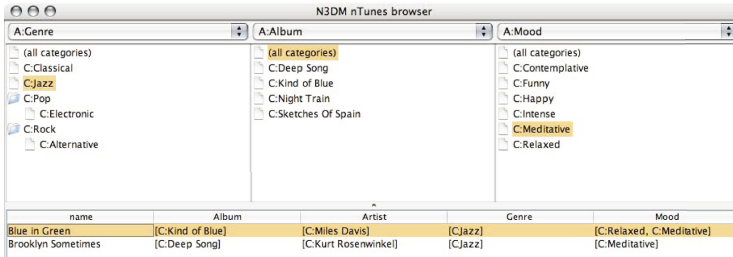 N3DM nTunes browser
A:Genre A:Album A:Mood
(all categories) (all categories) (all categories)
C:Classical C:Deep Song C:Contemplative
C:Jazz C:Kind of Blue C:Funny
C:Pop C:Night Train C:Happy
C:Electronic C:Sketches Of Spain C:Intense
C:Rock C:Meditative
C:Alternative C:Relaxed
name Album Artist Genre Mood
Blue in Green [C:Kind of Blue] [C:Miles Davis] [C:Jazz] [C:Relaxed, C:Meditative]
Brooklyn Sometimes [C:Deep Song] [C:Kurt Rosenwinkel] [C:Jazz] [C:Meditative]